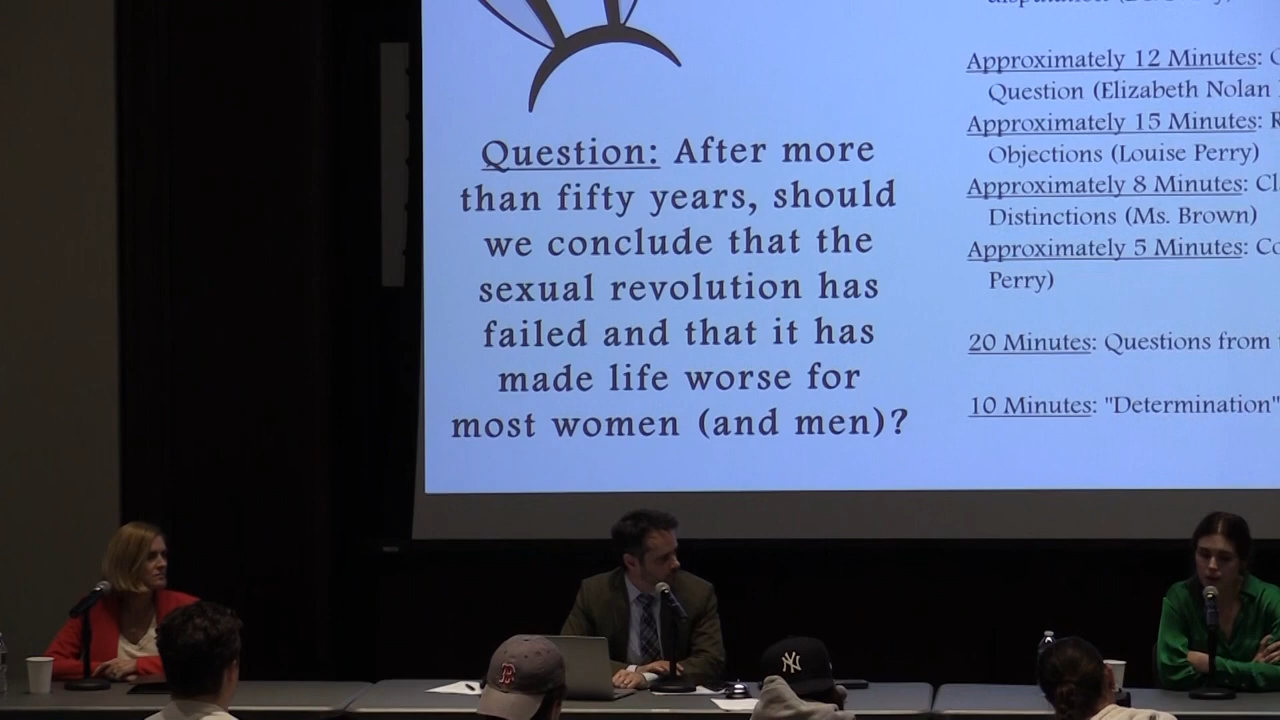 Question: After more
than fifty years, should
we conclude that the
sexual revolution has
failed and that it has
made life worse for
most women (and men)?
Approximately 12 Minutes:
Question (Elizabeth Nolan
Approximately 15 Minutes:
Objections (Louise Perry)
Approximately 8 Minutes:
Distinctions (Ms. Brown)
Approximately 5 Minutes:
Perry)
20 Minutes: Questions from
10 Minutes: "Determination"
B
NY